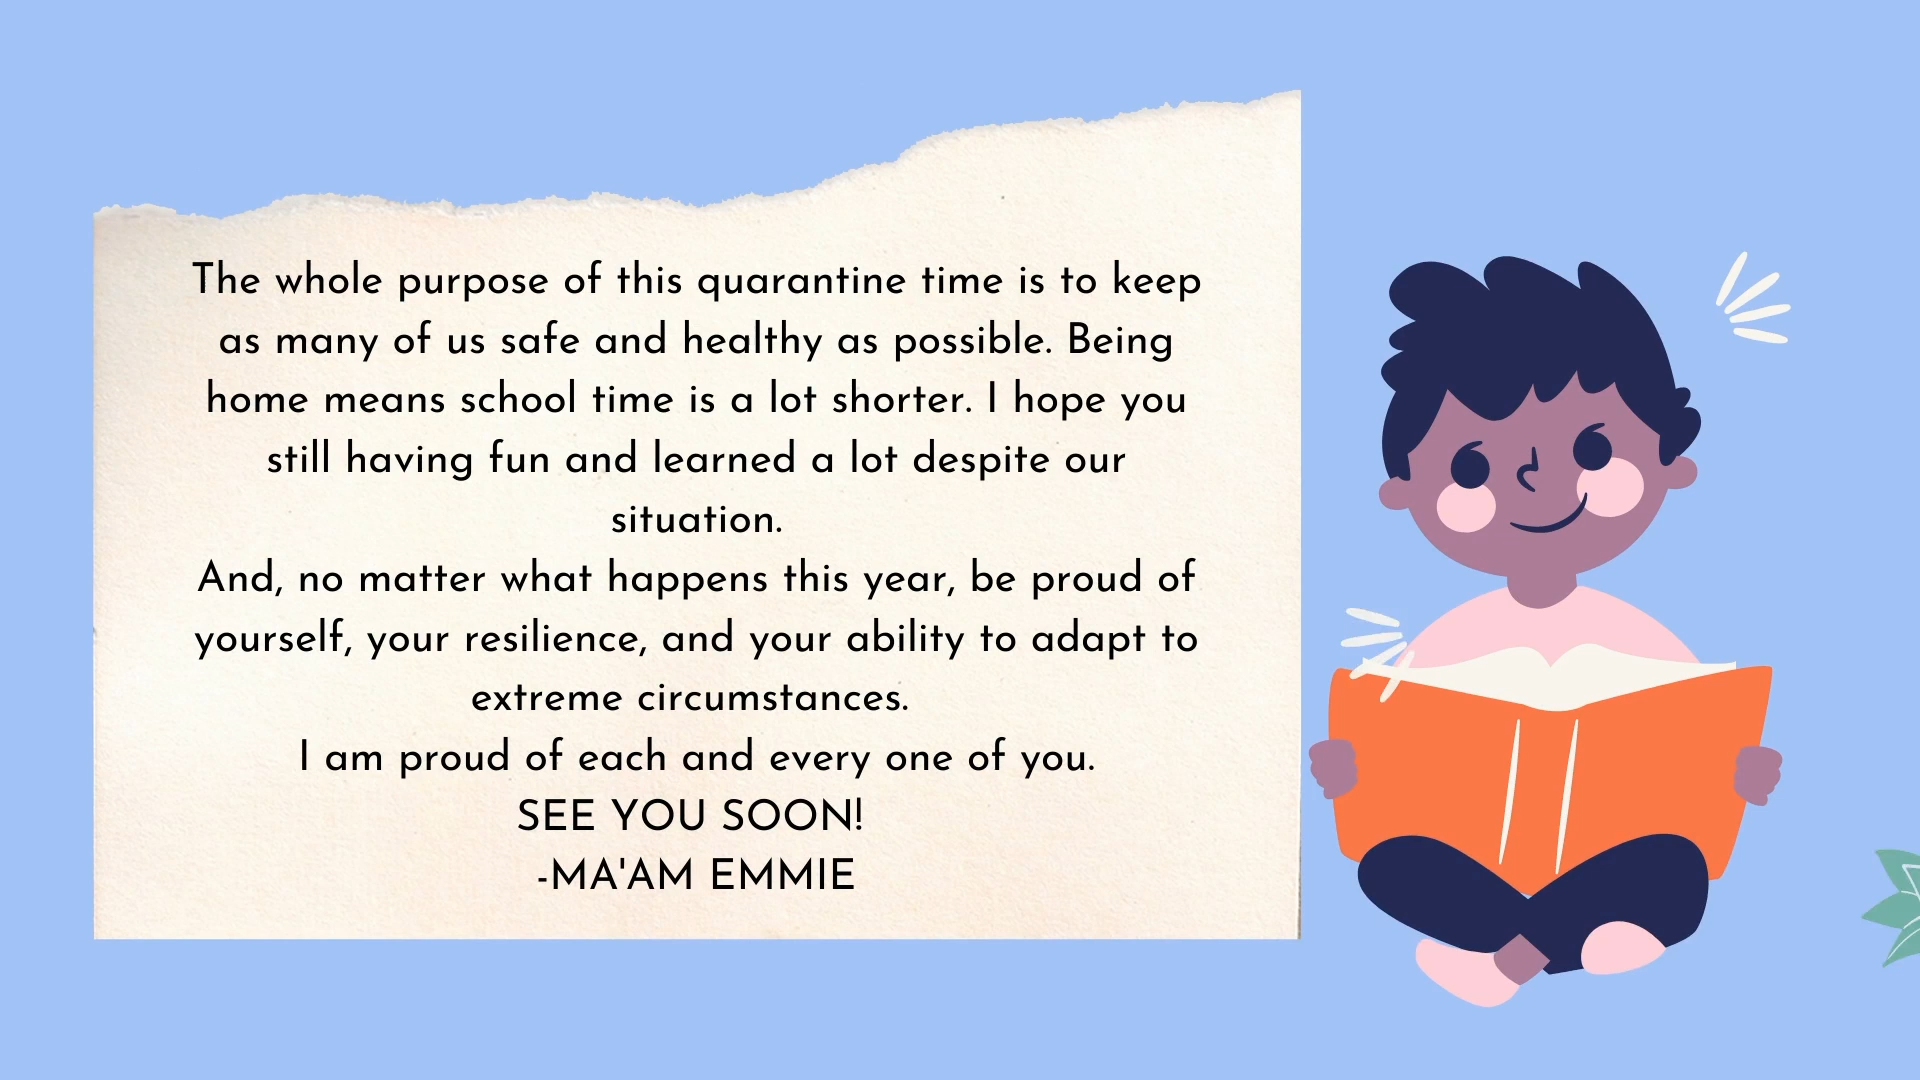 The whole purpose of this quarantine time is to keep
as many of us safe and healthy as possible. Being
home means school time is a lot shorter. I hope you
still having fun and learned a lot despite our
situation.
And, no matter what happens this year, be proud of
yourself, your resilience, and your ability to adapt to
extreme circumstances.
I am proud of each and every one of you.
SEE YOU SOON!
-MA'AM EMMIE